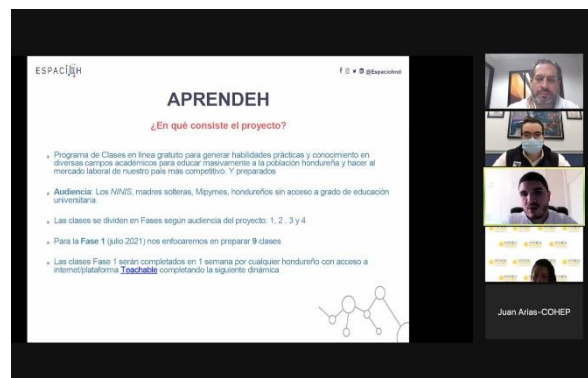 ESPACIOH
@Espaciohnd
APRENDEH
¿En qué consiste el proyecto?
Programa de Clases en línea gratuito para generar habilidades prácticas y conocimiento en
diversas campos académicos para educar masivamente a la población hondureña y hacer al
mercado laboral de nuestro país más competitivo. Y preparados
Audiencia: Los NINIS, madres solteras, Mipymes, hondureños sin acceso a grado de educación
universitaria.
Las clases se dividen en Fases según audiencia del proyecto: 1, 2 , 3 y 4
Para la Fase 1 (julio 2021) nos enfocaremos en preparar 9 clases
Las clases Fase 1 serán completados en 1 semana por cualquier hondureño con acceso a
internet/plataforma Teachable completando la siguiente dinámica
Juan Arias-COHEP